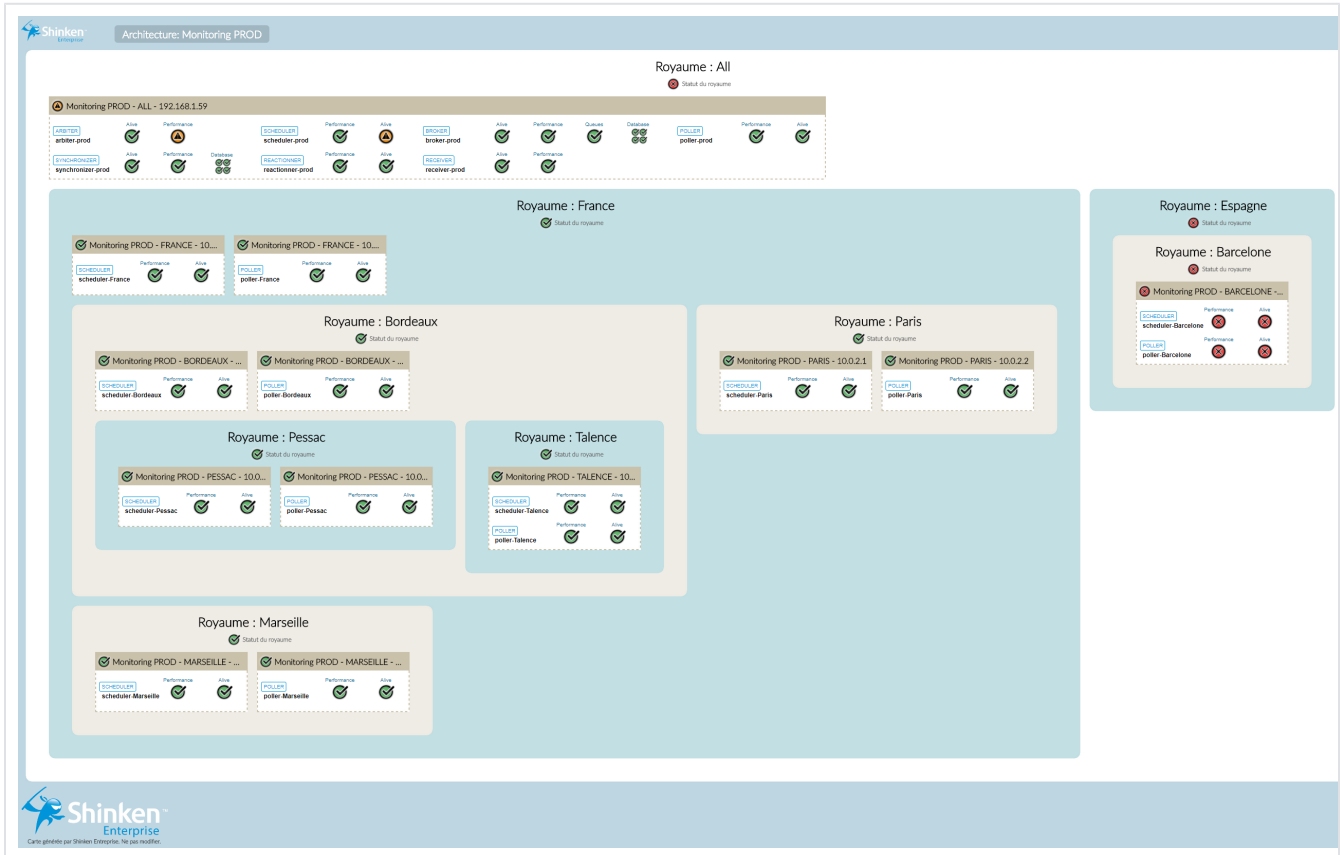 Shinken
Enterprise
Architecture: Monitoring PROD
Royaume : All
Statut du royaume
Monitoring PROD - ALL - 192.168.1.59
ARBITER
arbiter-prod
Alive
Performance
SCHEDULER
scheduler-prod
Performance
Alive
BROKER
broker-prod
Alive
Performance
Queues
Database
POLLER
poller-prod
Performance
Alive
SYNCHRONIZER
synchronizer-prod
Alive
Performance
Database
REACTIONNER
reactionner-prod
Performance
Alive
RECEIVER
receiver-prod
Alive
Performance
Royaume : France
Statut du royaume
Monitoring PROD - FRANCE - 10....
SCHEDULER
scheduler-France
Performance
Alive
Monitoring PROD - FRANCE - 10....
POLLER
poller-France
Performance
Alive
Royaume : Bordeaux
Statut du royaume
Monitoring PROD - BORDEAUX - ...
SCHEDULER
scheduler-Bordeaux
Performance
Alive
Monitoring PROD - BORDEAUX - ...
POLLER
poller-Bordeaux
Performance
Alive
Royaume : Pessac
Statut du royaume
Monitoring PROD - PESSAC - 10.0...
SCHEDULER
scheduler-Pessac
Performance
Alive
Monitoring PROD - PESSAC - 10.0...
POLLER
poller-Pessac
Performance
Alive
Royaume : Talence
Statut du royaume
Monitoring PROD - TALENCE - 10...
SCHEDULER
scheduler-Talence
Performance
Alive
POLLER
poller-Talence
Performance
Alive
Royaume : Marseille
Statut du royaume
Monitoring PROD - MARSEILLE - ...
SCHEDULER
scheduler-Marseille
Performance
Alive
Monitoring PROD - MARSEILLE - ...
POLLER
poller-Marseille
Performance
Alive
Royaume : Paris
Statut du royaume
Monitoring PROD - PARIS - 10.0.2.1
SCHEDULER
scheduler-Paris
Performance
Alive
Monitoring PROD - PARIS - 10.0.2.2
POLLER
poller-Paris
Performance
Alive
Royaume : Espagne
Statut du royaume
Royaume : Barcelone
Statut du royaume
Monitoring PROD - BARCELONE -...
SCHEDULER
scheduler-Barcelone
Performance
Alive
POLLER
poller-Barcelone
Performance
Alive
Shinken™
Enterprise
Carte générée par Shinken Entreprise. Ne pas modifier.